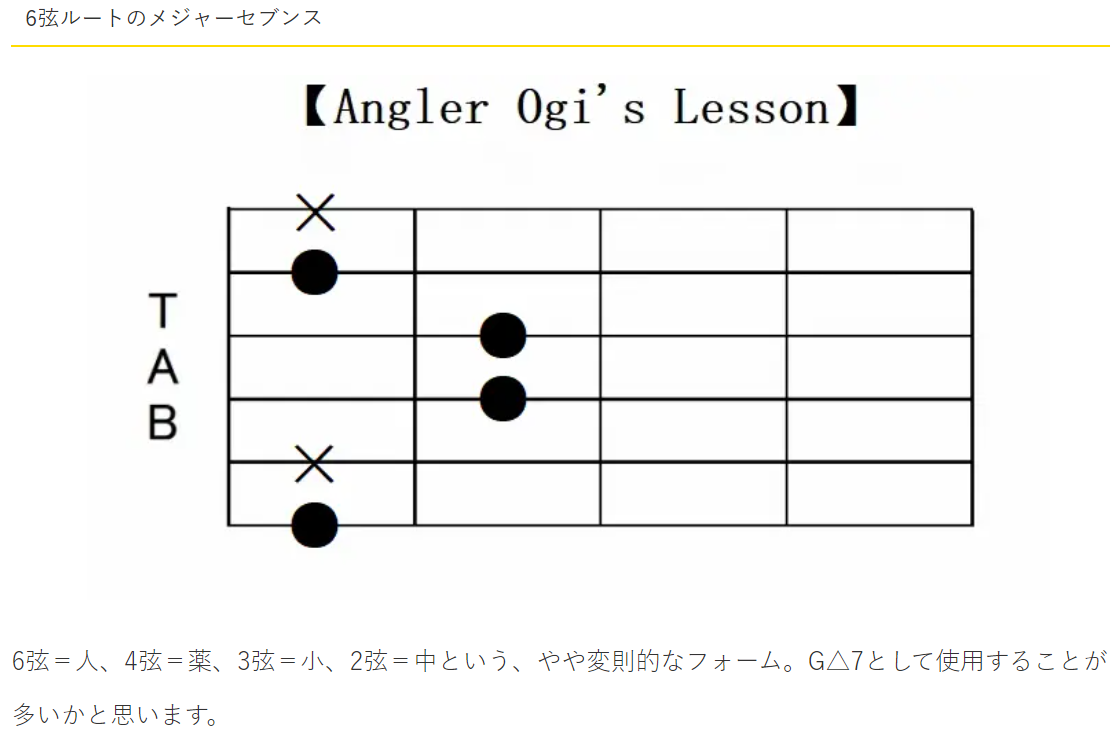 6弦ルートのメジャーセブンス
【Angler Ogi's Lesson】
T
A
B
6弦＝人、4弦＝薬、3弦＝小、2弦＝中という、やや変則的なフォーム。G△7として使用することが
多いかと思います。